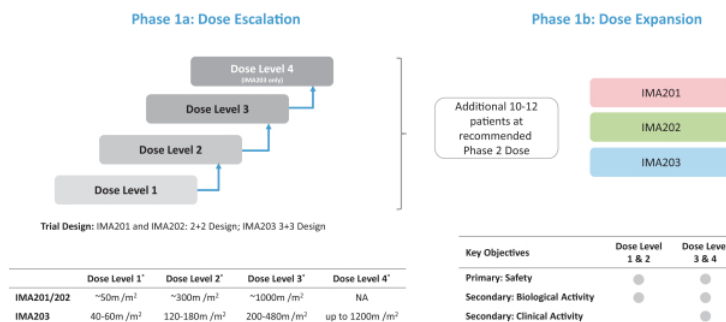 Phase 1a: Dose Escalation
Phase 1b: Dose Expansion
Dose Level 4
(IMA203 only)
Dose Level 3
Dose Level 2
Dose Level 1
Additional 10-12
patients at
recommended
Phase 2 Dose
IMA201
IMA202
IMA203
Trial Design: IMA201 and IMA202: 2+2 Design; IMA203 3+3 Design
Dose Level 1* Dose Level 2* Dose Level 3* Dose Level 4*
IMA201/202 ~50m /m² ~300m /m² ~1000m /m² NA
IMA203 40-60m /m² 120-180m /m² 200-480m /m² up to 1200m /m²
Key Objectives Dose Level 1 & 2 Dose Level 3 & 4
Primary: Safety
Secondary: Biological Activity
Secondary: Clinical Activity